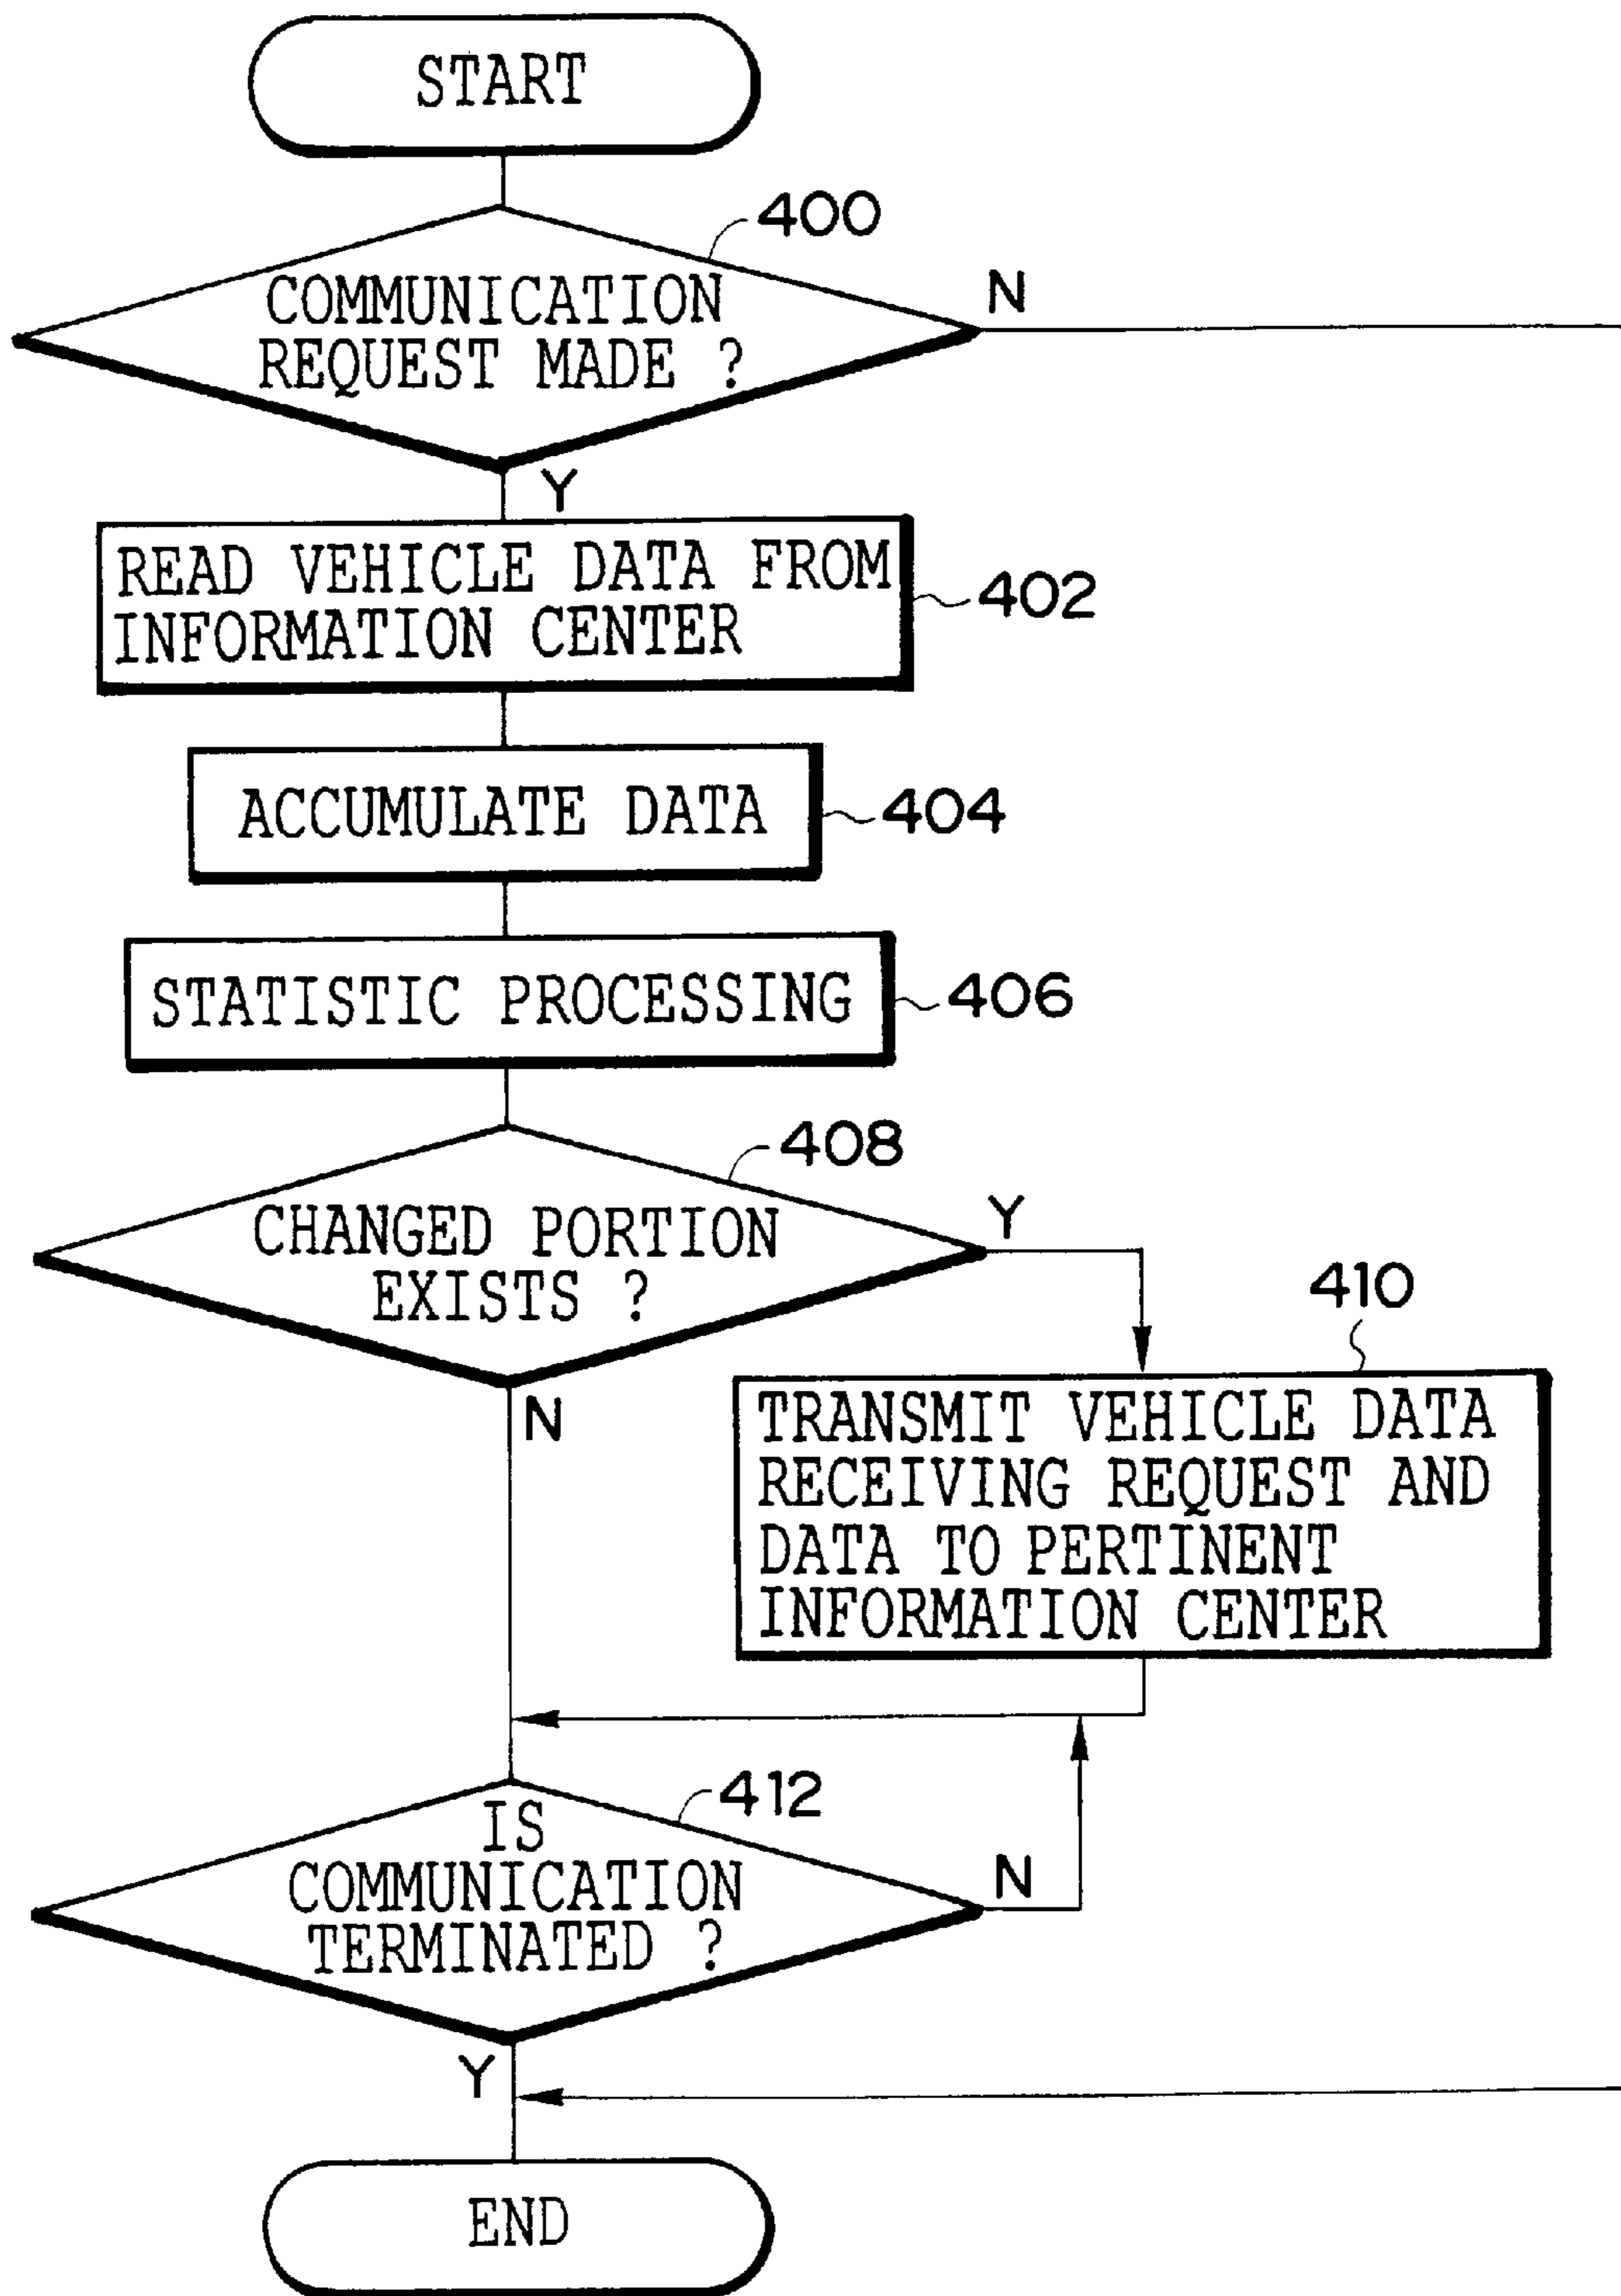 START
400
COMMUNICATION
REQUEST MADE ?
N
Y
READ VEHICLE DATA FROM
INFORMATION CENTER
402
ACCUMULATE DATA
404
STATISTIC PROCESSING
406
408
CHANGED PORTION
EXISTS ?
Y
N
410
TRANSMIT VEHICLE DATA
RECEIVING REQUEST AND
DATA TO PERTINENT
INFORMATION CENTER
412
IS
COMMUNICATION
TERMINATED ?
N
Y
END